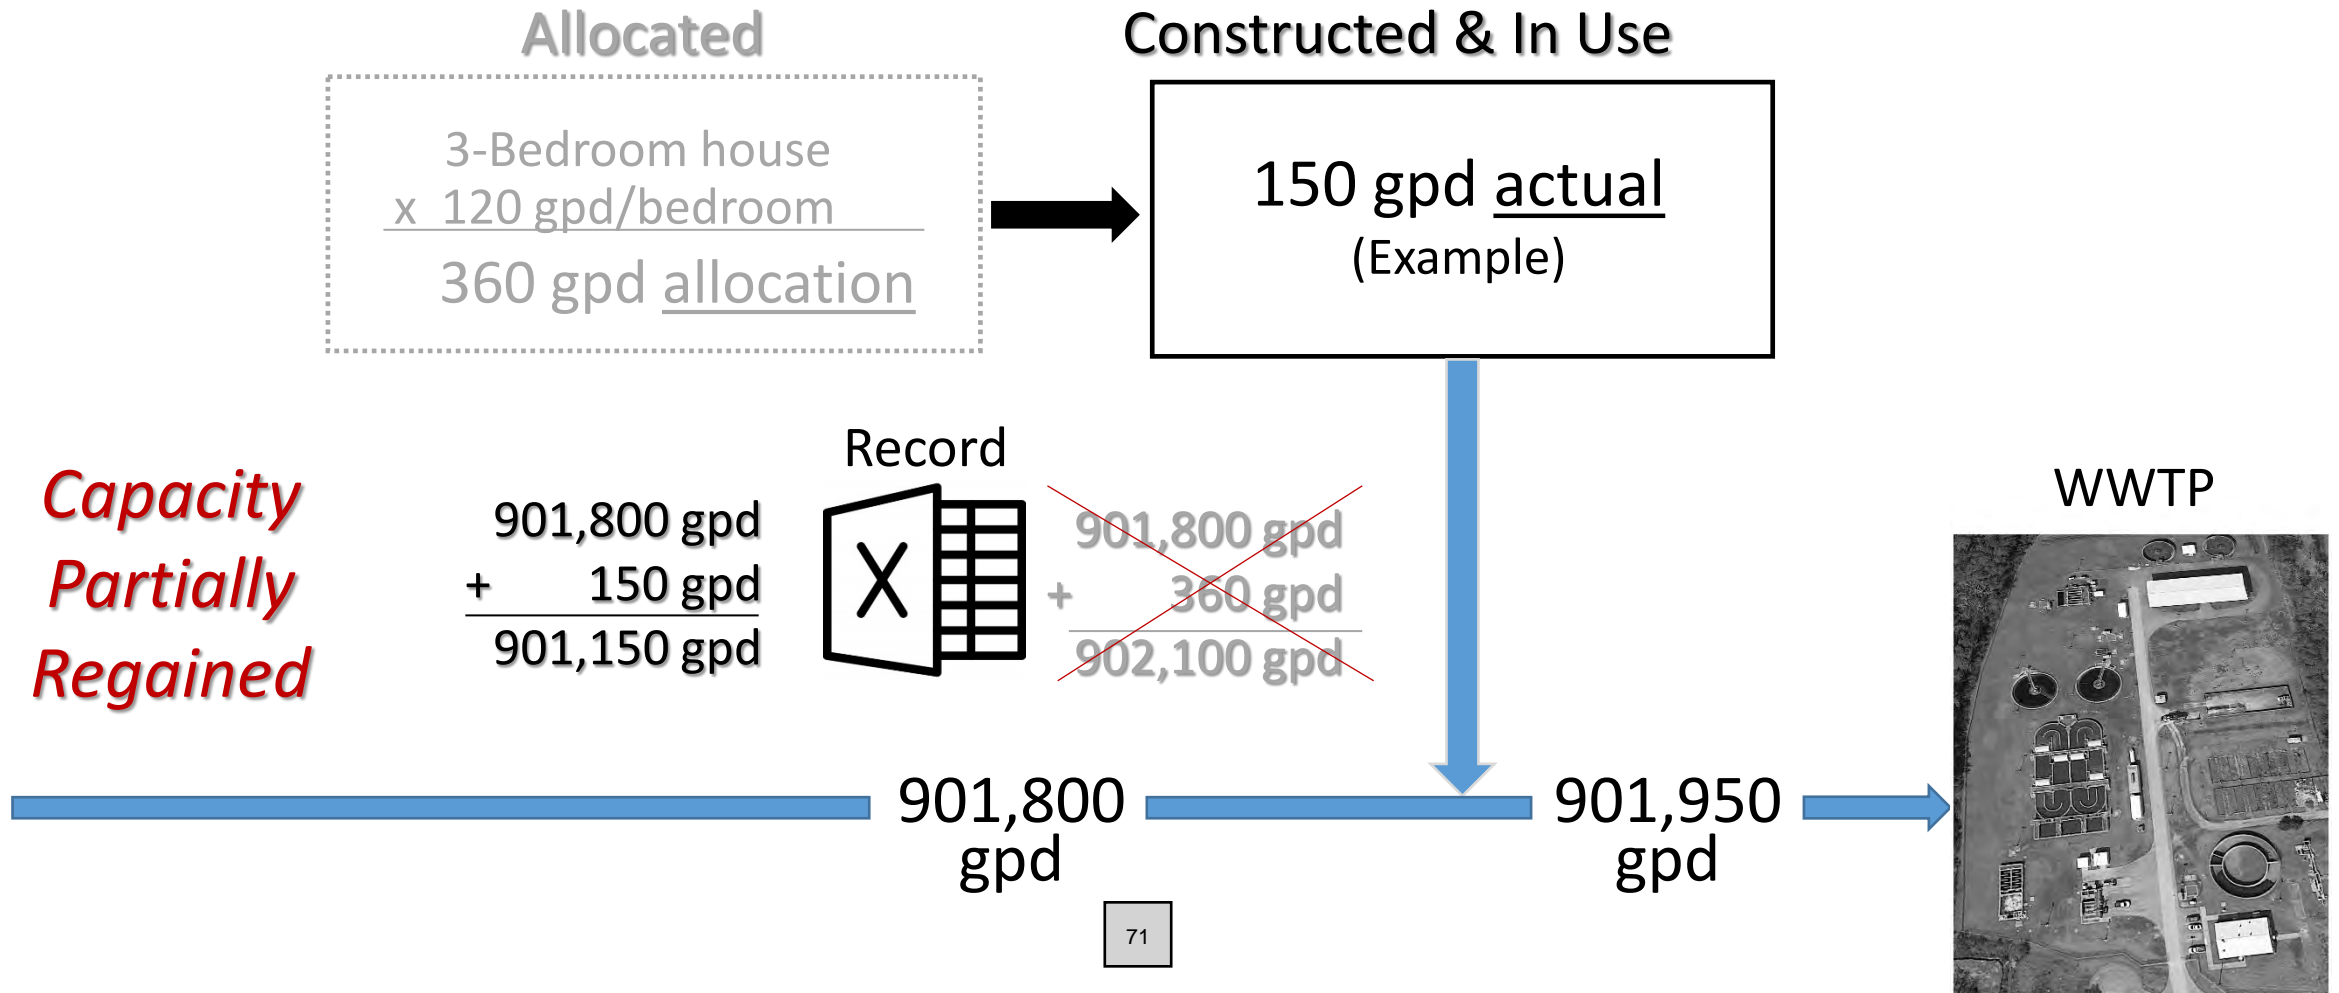 Allocated
3-Bedroom house
x 120 gpd/bedroom
360 gpd allocation
Constructed & In Use
150 gpd actual
(Example)
Capacity
Partially
Regained
901,800 gpd
+ 150 gpd
901,150 gpd
Record
X
901,800 gpd
+ 360 gpd
902,100 gpd
WWTP
901,800
gpd
901,950
gpd
71